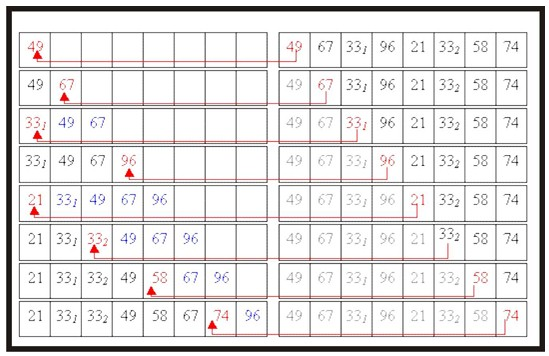 49 49 67 33₁ 96 21 33₂ 58 74
49 67 49 67 33₁ 96 21 33₂ 58 74
33₁ 49 67 49 67 33₁ 96 21 33₂ 58 74
33₁ 49 67 96 49 67 33₁ 96 21 33₂ 58 74
21 33₁ 49 67 96 49 67 33₁ 96 21 33₂ 58 74
21 33₁ 33₂ 49 67 96 49 67 33₁ 96 21 33₂ 58 74
21 33₁ 33₂ 49 58 67 96 49 67 33₁ 96 21 33₂ 58 74
21 33₁ 33₂ 49 58 67 74 96 49 67 33₁ 96 21 33₂ 58 74